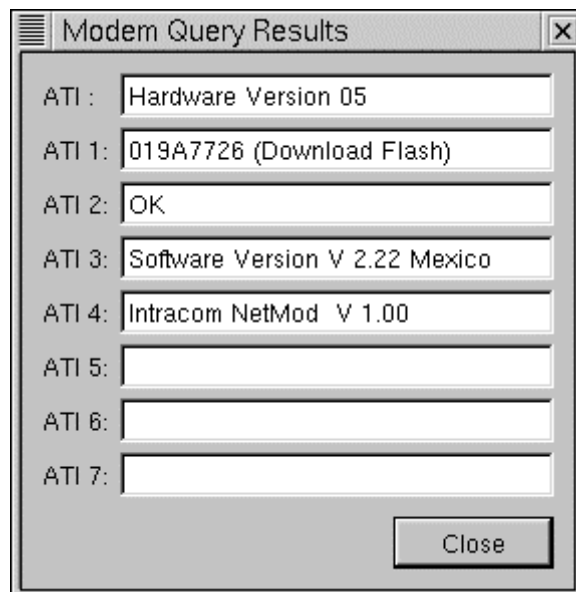 Modem Query Results
ATI : Hardware Version 05
ATI 1: 019A7726 (Download Flash)
ATI 2: OK
ATI 3: Software Version V 2.22 Mexico
ATI 4: Intracom NetMod  V 1.00
ATI 5:
ATI 6:
ATI 7:
Close